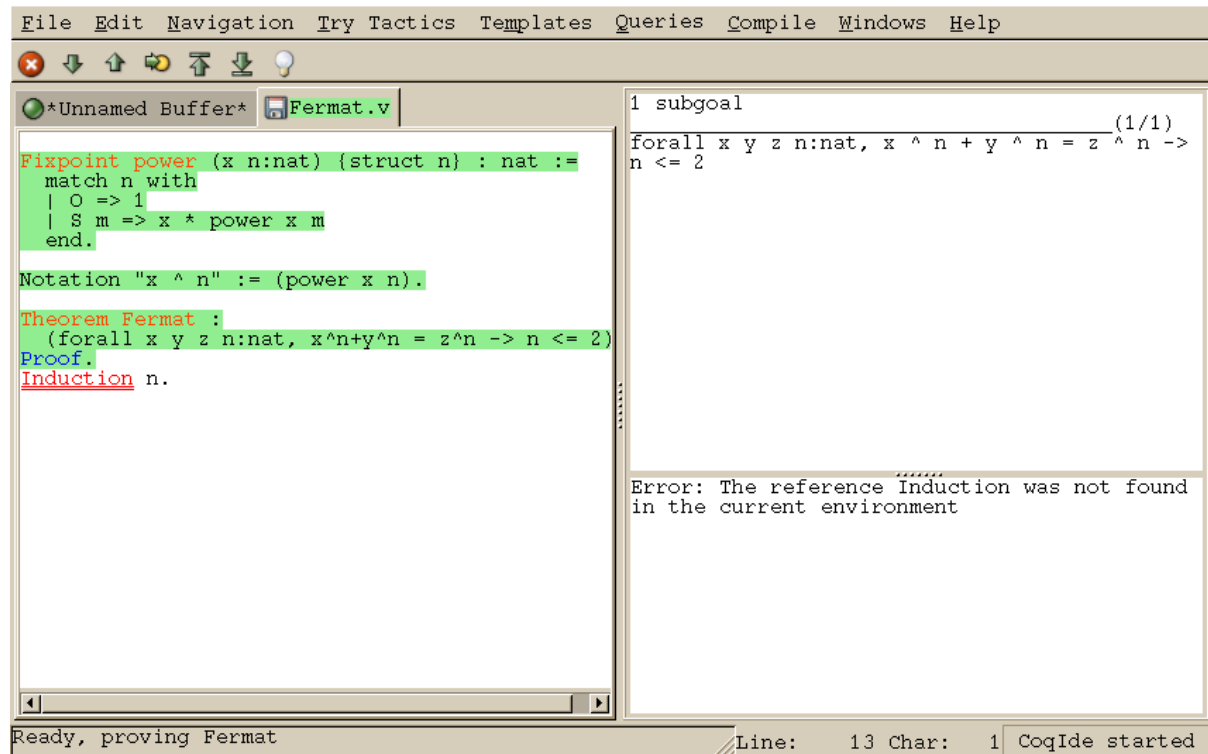 File Edit Navigation Try Tactics Templates Queries Compile Windows Help
*Unnamed Buffer* Fermat.v
Fixpoint power (x n:nat) {struct n} : nat :=
match n with
| O => 1
| S m => x * power x m
end.
Notation "x ^ n" := (power x n).
Theorem Fermat :
(forall x y z n:nat, x^n+y^n = z^n -> n <= 2)
Proof.
Induction n.
1 subgoal
(1/1)
forall x y z n:nat, x ^ n + y ^ n = z ^ n ->
n <= 2
Error: The reference Induction was not found
in the current environment
Ready, proving Fermat
Line: 13 Char: 1 CoqIde started